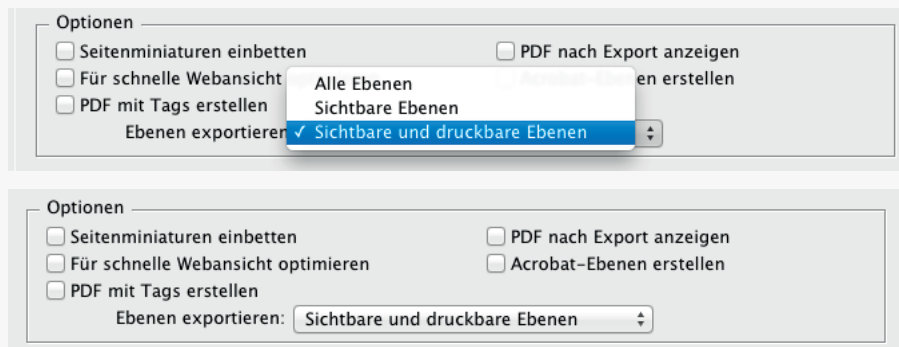 Optionen
Seitenminiaturen einbetten PDF nach Export anzeigen
Für schnelle Webansicht en erstellen
Alle Ebenen
PDF mit Tags erstellen
Sichtbare Ebenen
Ebenen exportieren ✓ Sichtbare und druckbare Ebenen
Optionen
Seitenminiaturen einbetten PDF nach Export anzeigen
Für schnelle Webansicht optimieren Acrobat-Ebenen erstellen
PDF mit Tags erstellen
Ebenen exportieren: Sichtbare und druckbare Ebenen